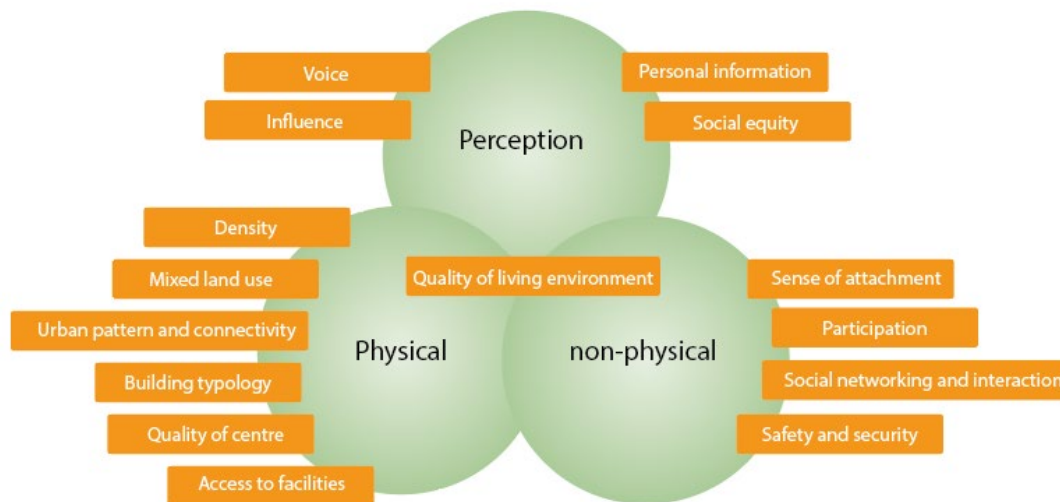 Voice
Personal information
Influence
Social equity
Perception
Density
Quality of living environment
Mixed land use
Sense of attachment
Urban pattern and connectivity
Participation
Physical
non-physical
Building typology
Social networking and interaction
Quality of centre
Safety and security
Access to facilities